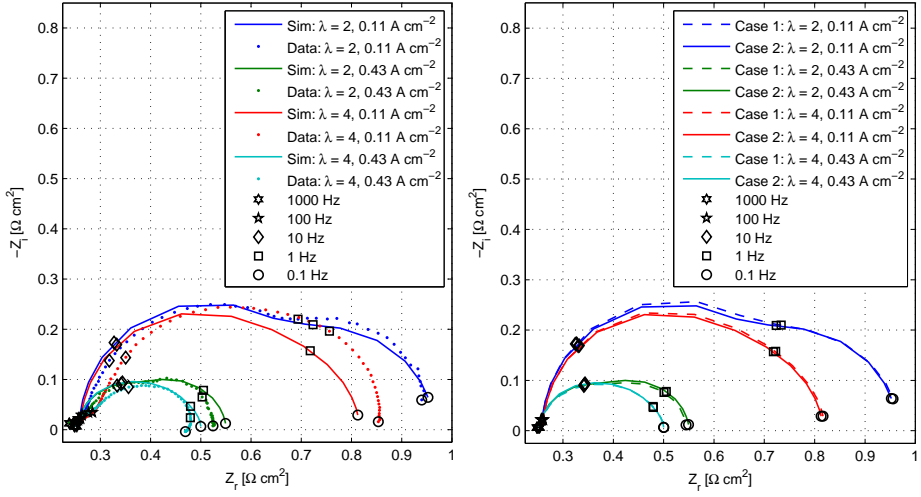 0.8
0.7
0.6
0.5
0.4
0.3
0.2
0.1
0
0.3 0.4 0.5 0.6 0.7 0.8 0.9 1
−Zi [Ω cm2]
Zr [Ω cm2]
Sim: λ = 2, 0.11 A cm−2
Data: λ = 2, 0.11 A cm−2
Sim: λ = 2, 0.43 A cm−2
Data: λ = 2, 0.43 A cm−2
Sim: λ = 4, 0.11 A cm−2
Data: λ = 4, 0.11 A cm−2
Sim: λ = 4, 0.43 A cm−2
Data: λ = 4, 0.43 A cm−2
1000 Hz
100 Hz
10 Hz
1 Hz
0.1 Hz
0.8
0.7
0.6
0.5
0.4
0.3
0.2
0.1
0
0.3 0.4 0.5 0.6 0.7 0.8 0.9 1
−Zi [Ω cm2]
Zr [Ω cm2]
Case 1: λ = 2, 0.11 A cm−2
Case 2: λ = 2, 0.11 A cm−2
Case 1: λ = 2, 0.43 A cm−2
Case 2: λ = 2, 0.43 A cm−2
Case 1: λ = 4, 0.11 A cm−2
Case 2: λ = 4, 0.11 A cm−2
Case 1: λ = 4, 0.43 A cm−2
Case 2: λ = 4, 0.43 A cm−2
1000 Hz
100 Hz
10 Hz
1 Hz
0.1 Hz